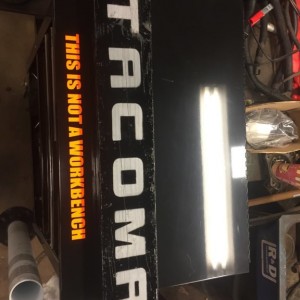 TACOMA
THIS IS NOT A WORKBENCH
R-D